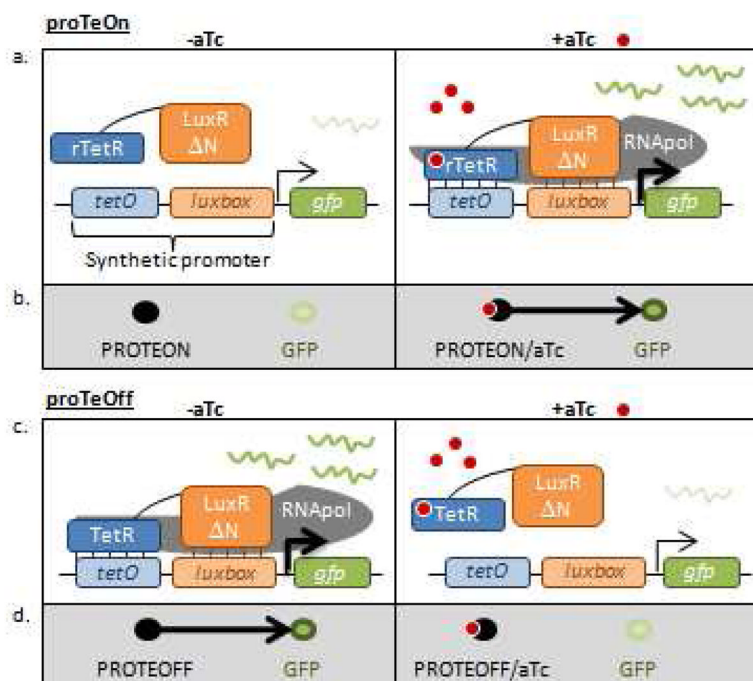 proTeOn
-aTc
+aTc
a.
LuxR
ΔN
rTetR
tetO
luxbox
gfp
Synthetic promoter
LuxR
ΔN
RNApol
rTetR
tetO
luxbox
gfp
b.
PROTEON
GFP
PROTEON/aTc
GFP
proTeOff
-aTc
+aTc
c.
LuxR
ΔN
RNApol
TetR
tetO
luxbox
gfp
TetR
LuxR
ΔN
tetO
luxbox
gfp
d.
PROTEOFF
GFP
PROTEOFF/aTc
GFP